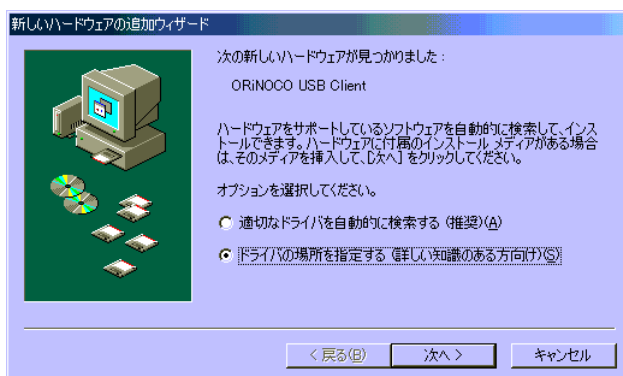 新しいハードウェアの追加ウィザード
次の新しいハードウェアが見つかりました :
ORiNOCO USB Client
ハードウェアをサポートしているソフトウェアを自動的に検索して、インス
トールできます。ハードウェアに付属のインストール メディアがある場合
は、そのメディアを挿入して、[次へ] をクリックしてください。
オプションを選択してください。
適切なドライバを自動的に検索する (推奨)(A)
ドライバの場所を指定する (詳しい知識のある方向け)(S)
< 戻る(B)
次へ >
キャンセル